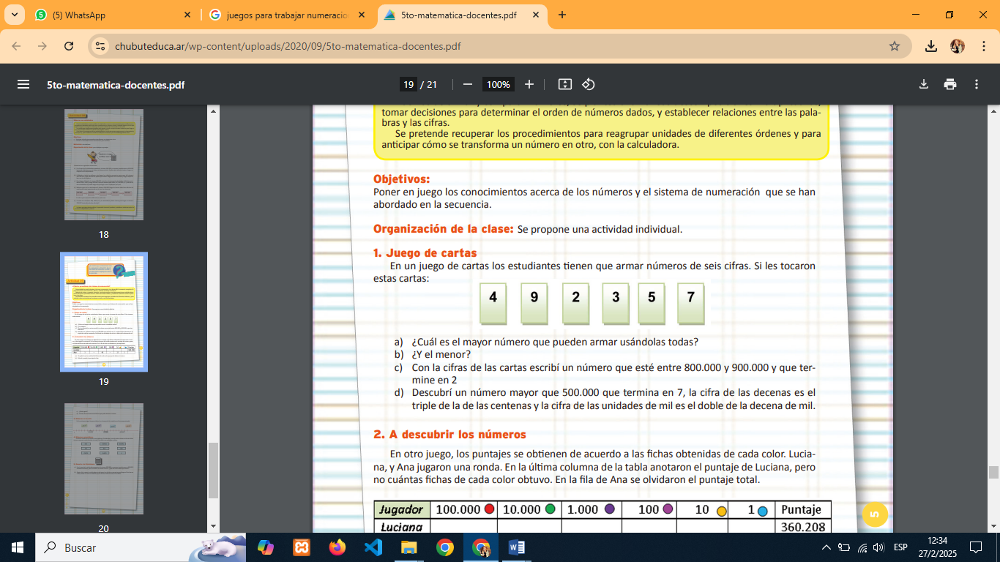 (5) WhatsApp
juegos para trabajar numeracio
5to-matematica-docentes.pdf
chubuteduca.ar/wp-content/uploads/2020/09/5to-matematica-docentes.pdf
5to-matematica-docentes.pdf
19 / 21
100%
18
19
20
tomar decisiones para determinar el orden de números dados, y establecer relaciones entre las pala-
bras y las cifras.
Se pretende recuperar los procedimientos para reagrupar unidades de diferentes órdenes y para
anticipar cómo se transforma un número en otro, con la calculadora.
Objetivos:
Poner en juego los conocimientos acerca de los números y el sistema de numeración que se han
abordado en la secuencia.
Organización de la clase: Se propone una actividad individual.
1. Juego de cartas
En un juego de cartas los estudiantes tienen que armar números de seis cifras. Si les tocaron
estas cartas:
4 9 2 3 5 7
a) ¿Cuál es el mayor número que pueden armar usándolas todas?
b) ¿Y el menor?
c) Con la cifras de las cartas escribí un número que esté entre 800.000 y 900.000 y que ter-
mine en 2
d) Descubrí un número mayor que 500.000 que termina en 7, la cifra de las decenas es el
triple de la de las centenas y la cifra de las unidades de mil es el doble de la decena de mil.
2. A descubrir los números
En otro juego, los puntajes se obtienen de acuerdo a las fichas obtenidas de cada color. Lucia-
na, y Ana jugaron una ronda. En la última columna de la tabla anotaron el puntaje de Luciana, pero
no cuántas fichas de cada color obtuvo. En la fila de Ana se olvidaron el puntaje total.
Jugador 100.000 10.000 1.000 100 10 1 Puntaje
Luciana 360.208
5
Buscar
ESP
12:34
27/2/2025